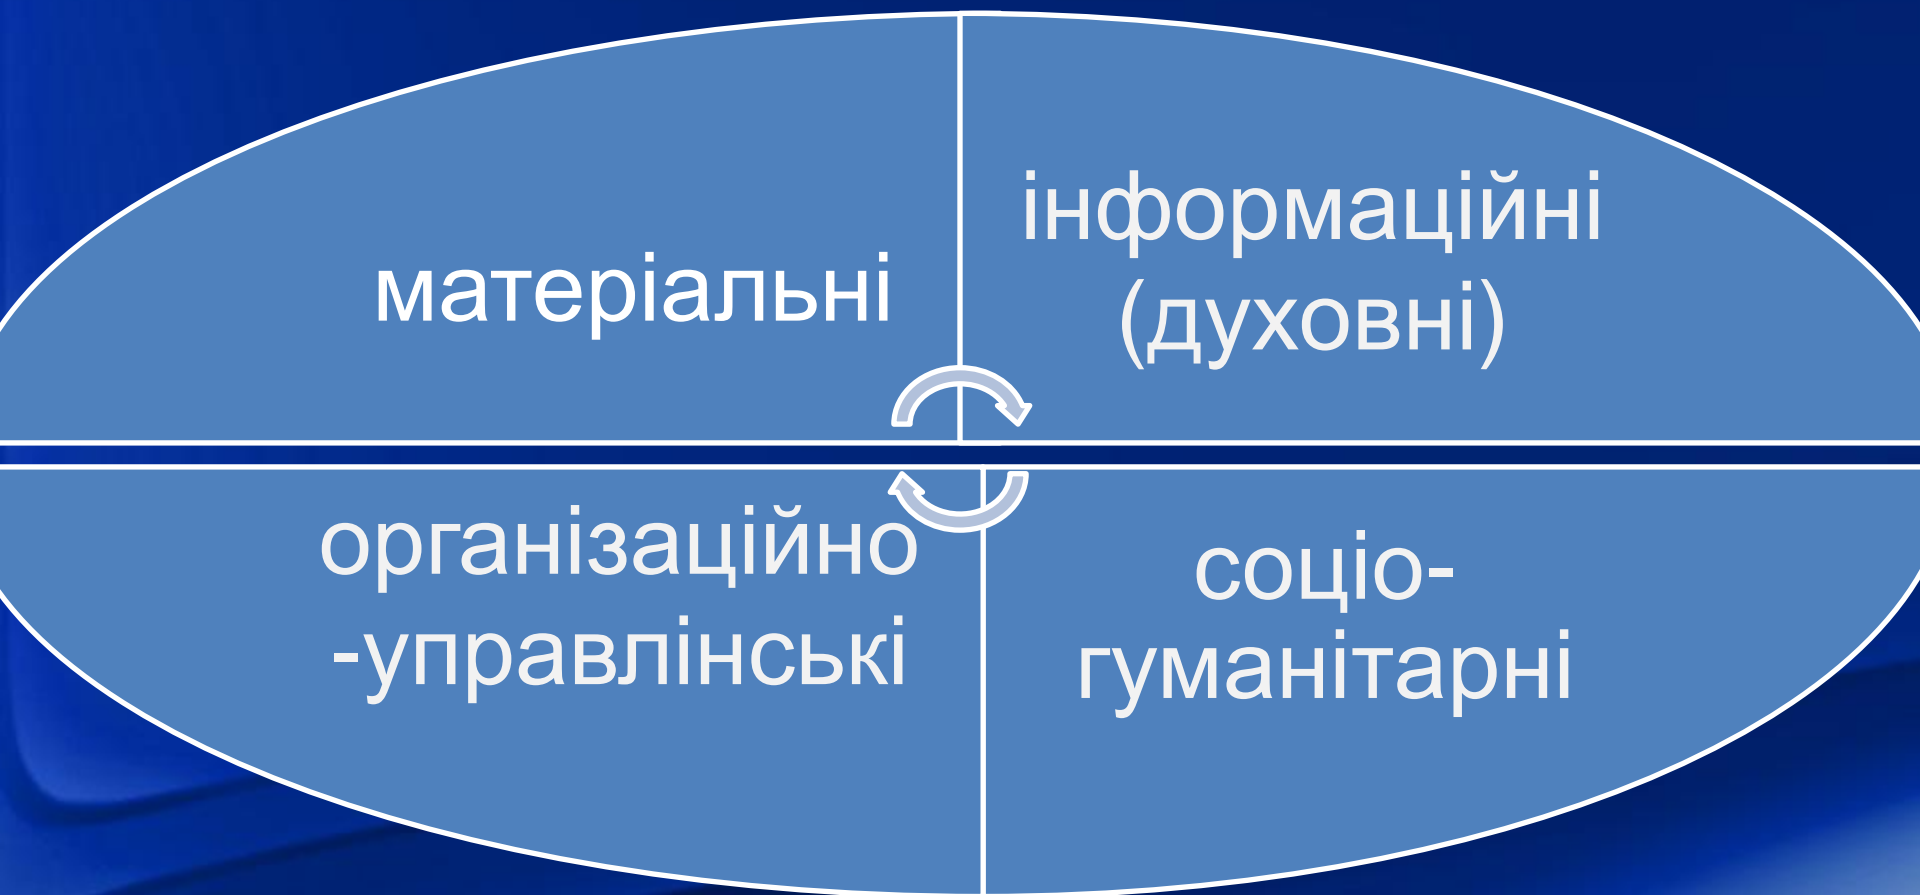 матеріальні
інформаційні
(духовні)
організаційно
-управлінські
соціо-
гуманітарні